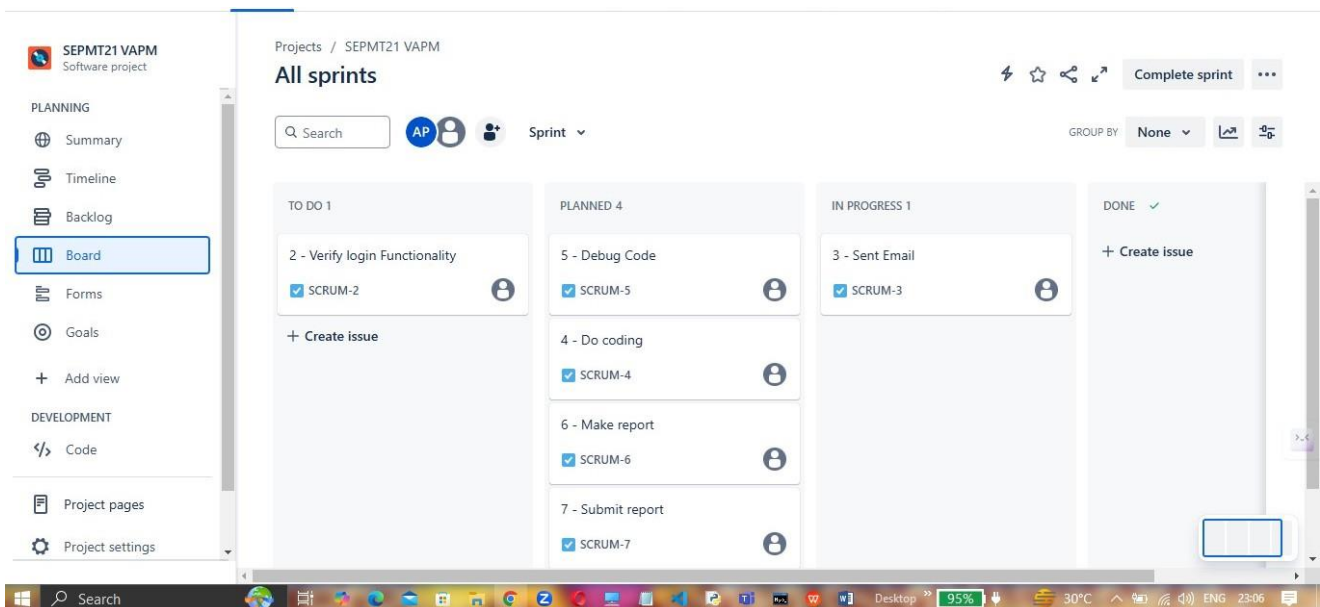 SEPMT21 VAPM
Software project
PLANNING
Summary
Timeline
Backlog
Board
Forms
Goals
+ Add view
DEVELOPMENT
</> Code
Project pages
Project settings
Projects / SEPMT21 VAPM
All sprints
Complete sprint
Search
AP
Sprint
GROUP BY None
TO DO 1
2 - Verify login Functionality
SCRUM-2
+ Create issue
PLANNED 4
5 - Debug Code
SCRUM-5
4 - Do coding
SCRUM-4
6 - Make report
SCRUM-6
7 - Submit report
SCRUM-7
IN PROGRESS 1
3 - Sent Email
SCRUM-3
DONE
+ Create issue
Search
Desktop
95%
30°C
ENG
23:06